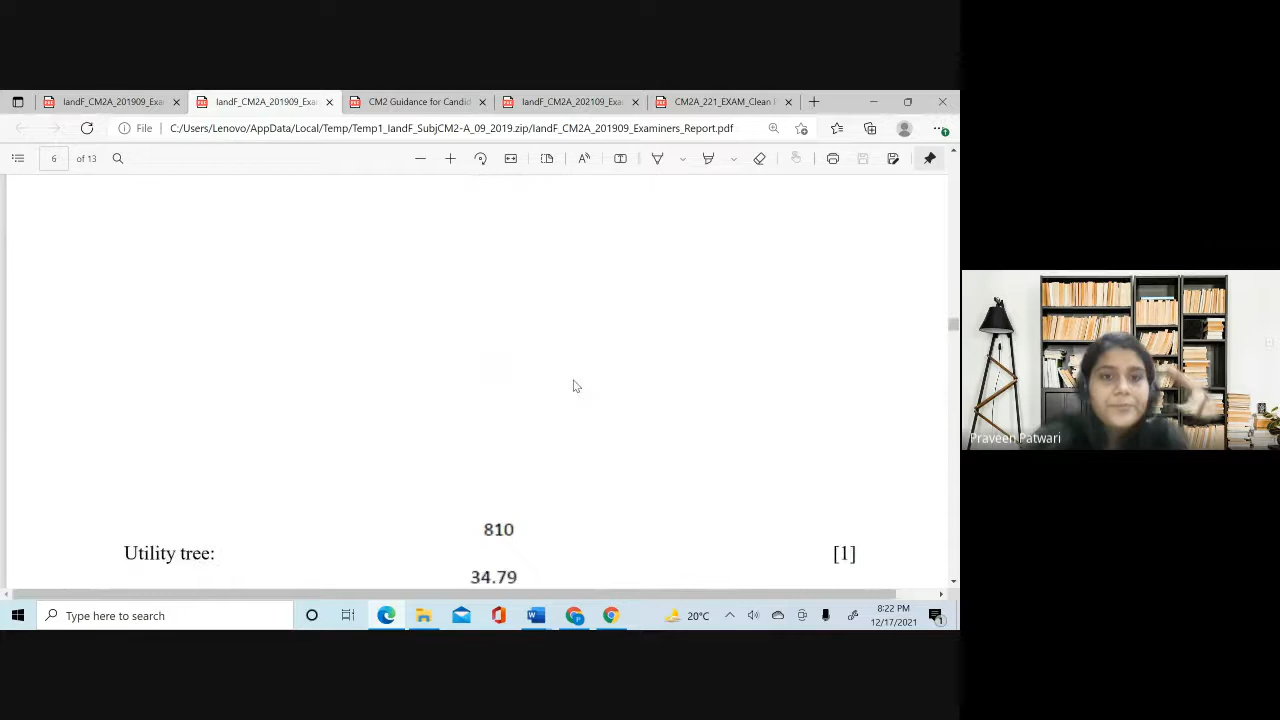 IandF_CM2A_201909_Exa
IandF_CM2A_201909_Exa
CM2 Guidance for Candid
IandF_CM2A_202109_Exa
CM2A_221_EXAM_Clean
File
C:/Users/Lenovo/AppData/Local/Temp/Temp1_IandF_SubjCM2-A_09_2019.zip/IandF_CM2A_201909_Examiners_Report.pdf
6 of 13
810
Utility tree: [1]
34.79
Praveen Patwari
Type here to search
20°C
8:22 PM
12/17/2021